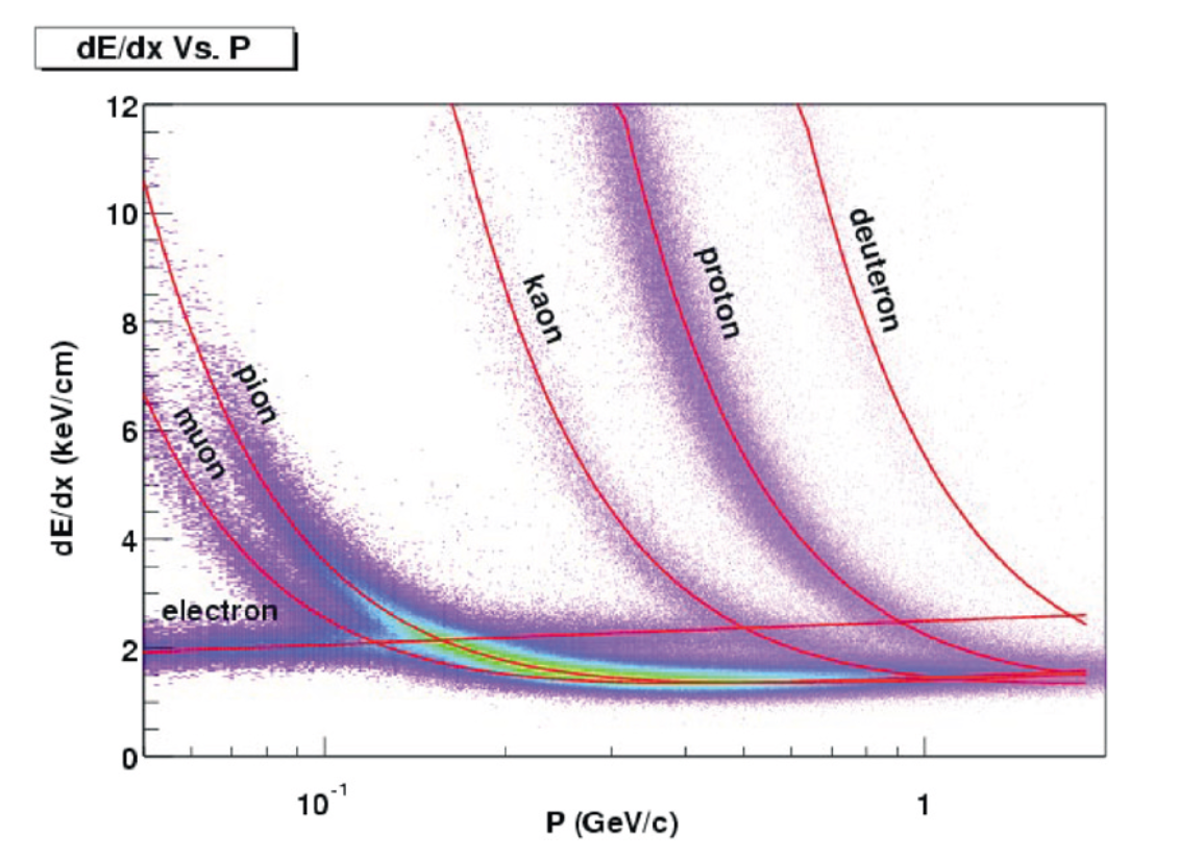 dE/dx Vs. P
12
10
8
6
4
2
0
dE/dx (keV/cm)
pion
muon
electron
kaon
proton
deuteron
10⁻¹
1
P (GeV/c)